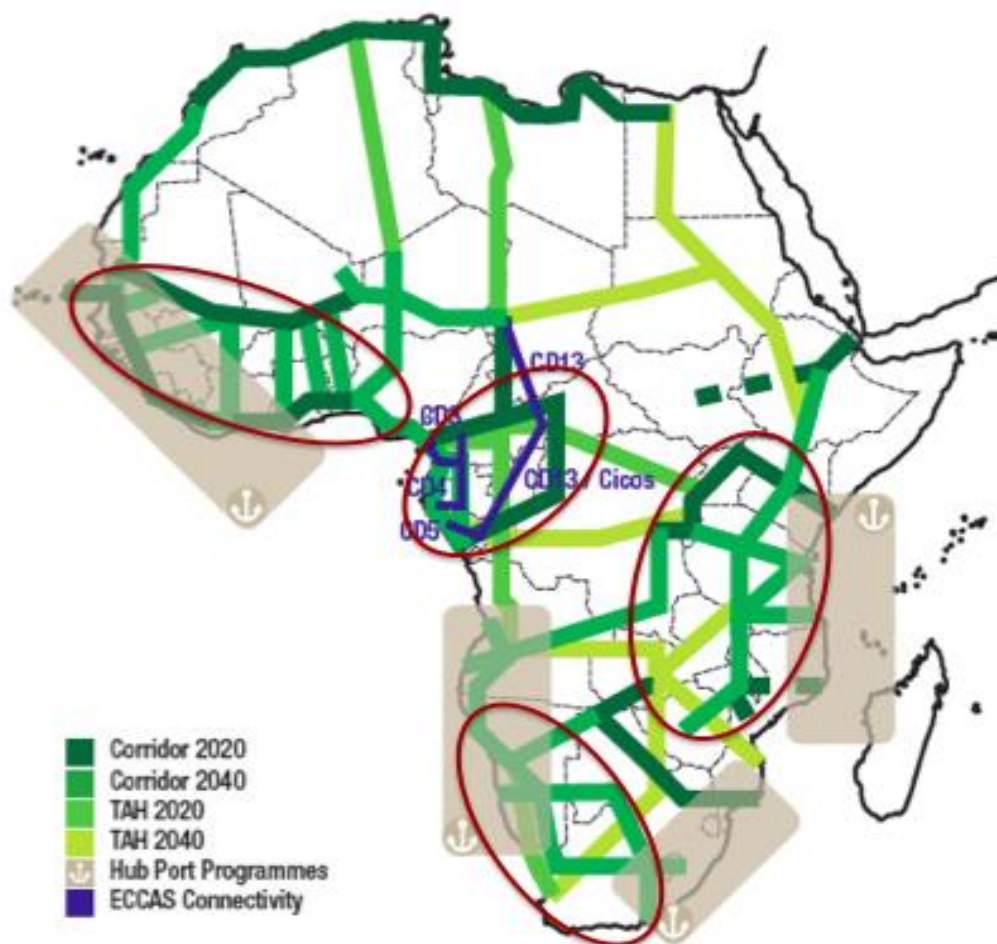 CD13
CD3
CD4
CD13 / Cicos
CD5
Corridor 2020
Corridor 2040
TAH 2020
TAH 2040
Hub Port Programmes
ECCAS Connectivity